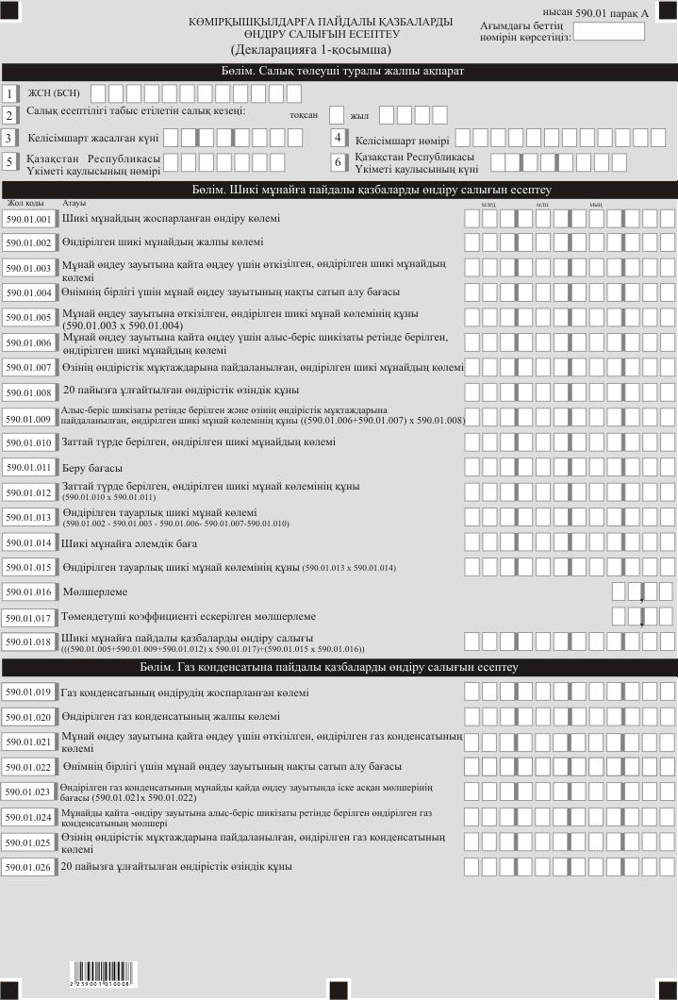 нысан 590.01 парақ А
КӨМІРҚЫШҚЫЛДАРҒА ПАЙДАЛЫ ҚАЗБАЛАРДЫ
ӨНДІРУ САЛЫҒЫН ЕСЕПТЕУ
(Декларацияға 1-қосымша)
Ағымдағы беттің
нөмірін көрсетіңіз:
Бөлім. Салық төлеуші туралы жалпы ақпарат
1 ЖСН (БСН)
2 Салық есептілігі табыс етілетін салық кезеңі: тоқсан жыл
3 Келісімшарт жасалған күні 4 Келісімшарт нөмірі
5 Қазақстан Республикасы
Үкіметі қаулысының нөмірі
6 Қазақстан Республикасы
Үкіметі қаулысының күні
Бөлім. Шикі мұнайға пайдалы қазбаларды өндіру салығын есептеу
Жол коды Атауы млрд. млн. мың
590.01.001 Шикі мұнайдың жоспарланған өндіру көлемі
590.01.002 Өндірілген шикі мұнайдың жалпы көлемі
590.01.003 Мұнай өңдеу зауытына қайта өңдеу үшін өткізілген, өндірілген шикі мұнайдың
көлемі
590.01.004 Өнімнің бірлігі үшін мұнай өңдеу зауытының нақты сатып алу бағасы
590.01.005 Мұнай өңдеу зауытына өткізілген, өндірілген шикі мұнай көлемінің құны
(590.01.003 х 590.01.004)
590.01.006 Мұнай өңдеу зауытына қайта өңдеу үшін алыс-беріс шикізаты ретінде берілген,
өндірілген шикі мұнайдың көлемі
590.01.007 Өзінің өндірістік мұқтаждарына пайдаланылған, өндірілген шикі мұнайдың көлемі
590.01.008 20 пайызға ұлғайтылған өндірістік өзіндік құны
590.01.009 Алыс-беріс шикізаты ретінде берілген және өзінің өндірістік мұқтаждарына
пайдаланылған, өндірілген шикі мұнай көлемінің құны ((590.01.006+590.01.007) х 590.01.008)
590.01.010 Заттай түрде берілген, өндірілген шикі мұнайдың көлемі
590.01.011 Беру бағасы
590.01.012 Заттай түрде берілген, өндірілген шикі мұнай көлемінің құны
(590.01.010 х 590.01.011)
590.01.013 Өндірілген тауарлық шикі мұнай көлемі
(590.01.002 - 590.01.003 - 590.01.006- 590.01.007-590.01.010)
590.01.014 Шикі мұнайға әлемдік баға
590.01.015 Өндірілген тауарлық шикі мұнай көлемінің құны (590.01.013 х 590.01.014)
590.01.016 Мөлшерлеме ,
590.01.017 Төмендетуші коэффициенті ескерілген мөлшерлеме ,
590.01.018 Шикі мұнайға пайдалы қазбаларды өндіру салығы
(((590.01.005+590.01.009+590.01.012) х 590.01.017)+(590.01.015 х 590.01.016))
Бөлім. Газ конденсатына пайдалы қазбаларды өндіру салығын есептеу
590.01.019 Газ конденсатының өндірудің жоспарланған көлемі
590.01.020 Өндірілген газ конденсатының жалпы көлемі
590.01.021 Мұнай өңдеу зауытына қайта өңдеу үшін өткізілген, өндірілген газ конденсатының
көлемі
590.01.022 Өнімнің бірлігі үшін мұнай өңдеу зауытының нақты сатып алу бағасы
590.01.023 Өндірілген газ конденсатының мұнайды қайда өңдеу зауытында іске асқан мөлшерінің
бағасы (590.01.021х 590.01.022)
590.01.024 Мұнайды қайта -өндіру зауытына алыс-беріс шикізаты ретінде берілген өндірілген газ
конденсатының мөлшері
590.01.025 Өзінің өндірістік мұқтаждарына пайдаланылған, өндірілген газ конденсатының
көлемі
590.01.026 20 пайызға ұлғайтылған өндірістік өзіндік құны
2 259001 010008